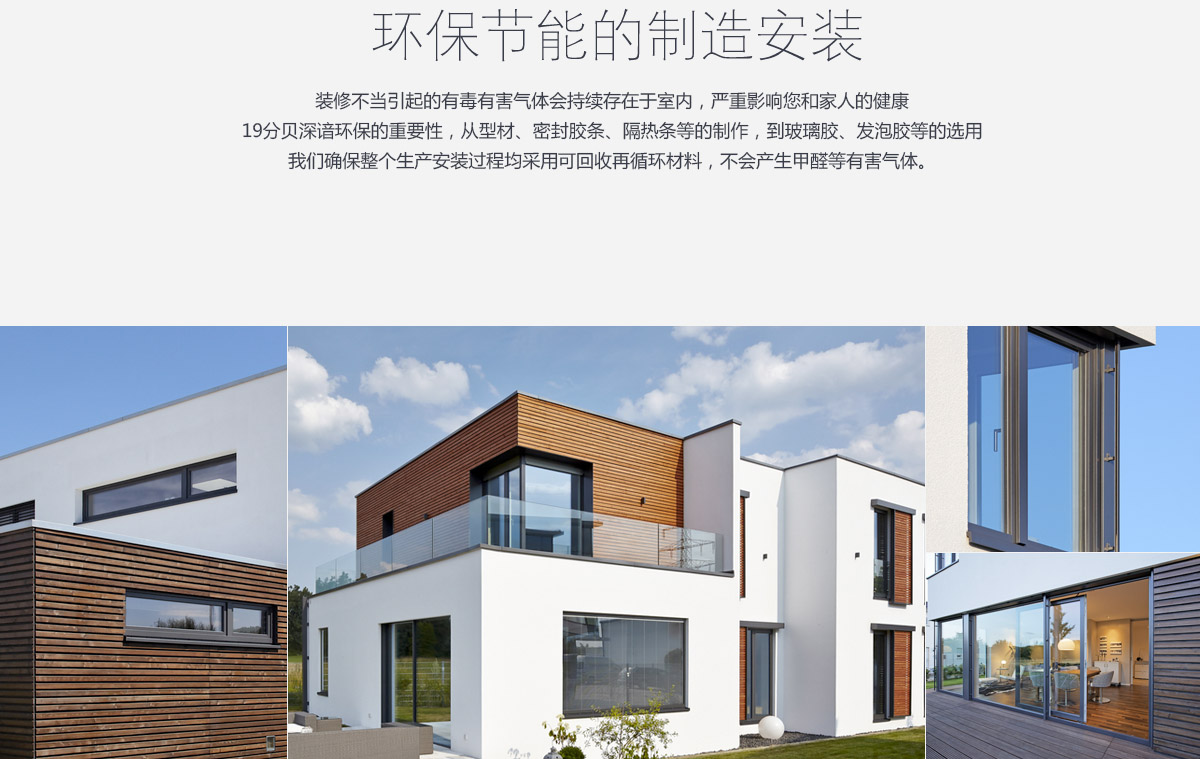 环保节能的制造安装
装修不当引起的有毒有害气体会持续存在于室内，严重影响您和家人的健康
19分贝深谙环保的重要性，从型材、密封胶条、隔热条等的制作，到玻璃胶、发泡胶等的选用
我们确保整个生产安装过程均采用可回收再循环材料，不会产生甲醛等有害气体。